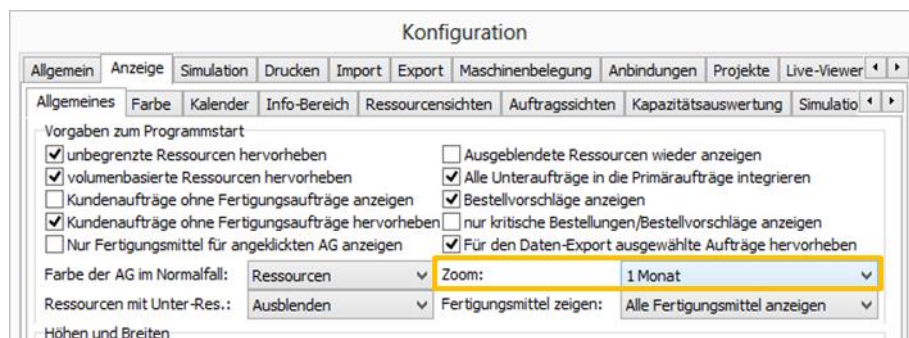 Konfiguration
Allgemein Anzeige Simulation Drucken Import Export Maschinenbelegung Anbindungen Projekte Live-Viewer
Allgemeines Farbe Kalender Info-Bereich Ressourcensichten Auftragssichten Kapazitätsauswertung Simulatio
Vorgaben zum Programmstart
unbegrenzte Ressourcen hervorheben Ausgeblendete Ressourcen wieder anzeigen
volumenbasierte Ressourcen hervorheben Alle Unteraufträge in die Primäraufträge integrieren
Kundenaufträge ohne Fertigungsaufträge anzeigen Bestellvorschläge anzeigen
Kundenaufträge ohne Fertigungsaufträge hervorheben nur kritische Bestellungen/Bestellvorschläge anzeigen
Nur Fertigungsmittel für angeklickten AG anzeigen Für den Daten-Export ausgewählte Aufträge hervorheben
Farbe der AG im Normalfall: Ressourcen Zoom: 1 Monat
Ressourcen mit Unter-Res.: Ausblenden Fertigungsmittel zeigen: Alle Fertigungsmittel anzeigen
Höhen und Breiten